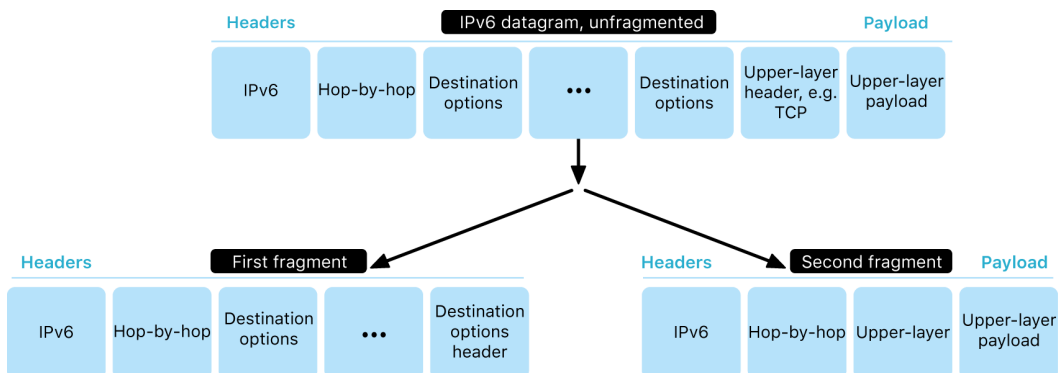 Headers
IPv6 datagram, unfragmented
Payload
IPv6
Hop-by-hop
Destination
options
•••
Destination
options
Upper-layer
header, e.g.
TCP
Upper-layer
payload
Headers
First fragment
IPv6
Hop-by-hop
Destination
options
•••
Destination
options
header
Headers
Second fragment
Payload
IPv6
Hop-by-hop
Upper-layer
Upper-layer
payload